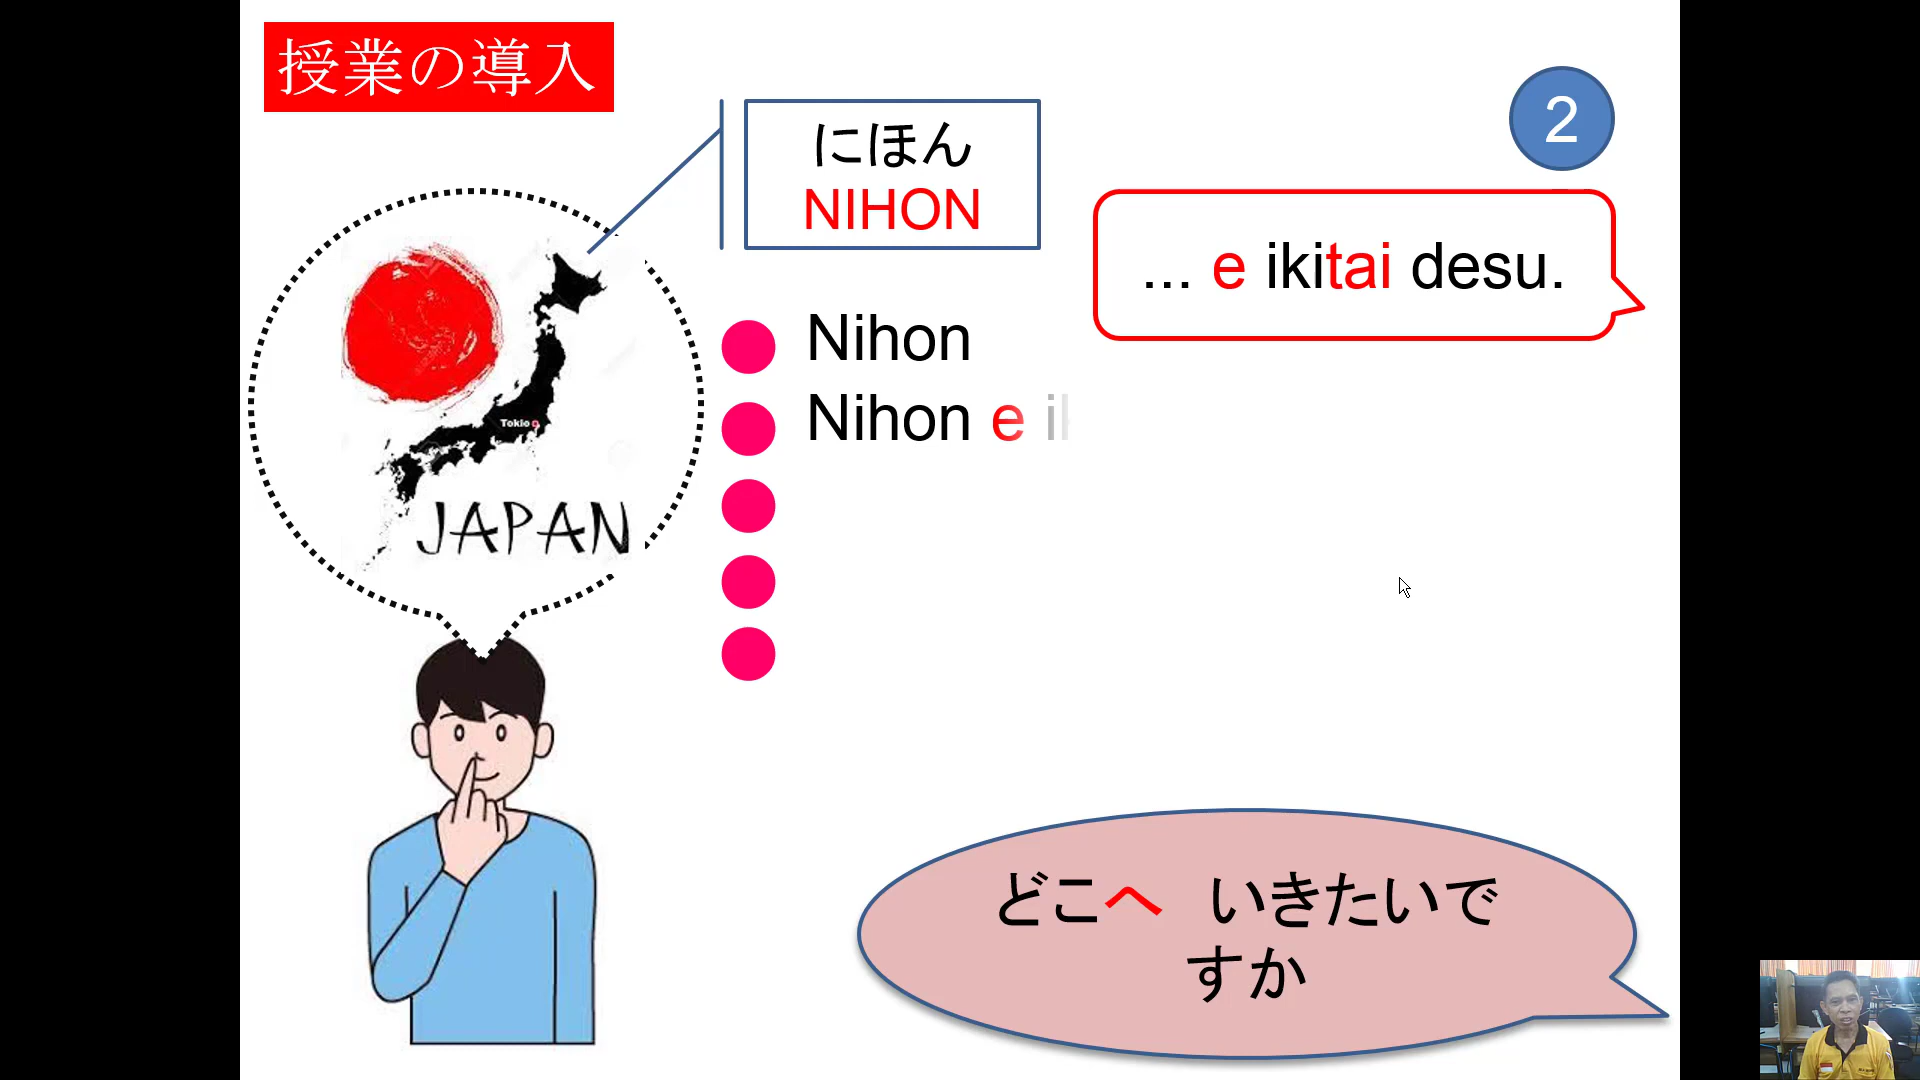 授業の導入
2
にほん
NIHON
... e ikitai desu.
Nihon
Nihon e ik
Tokio
JAPAN
どこへ いきたいで
すか